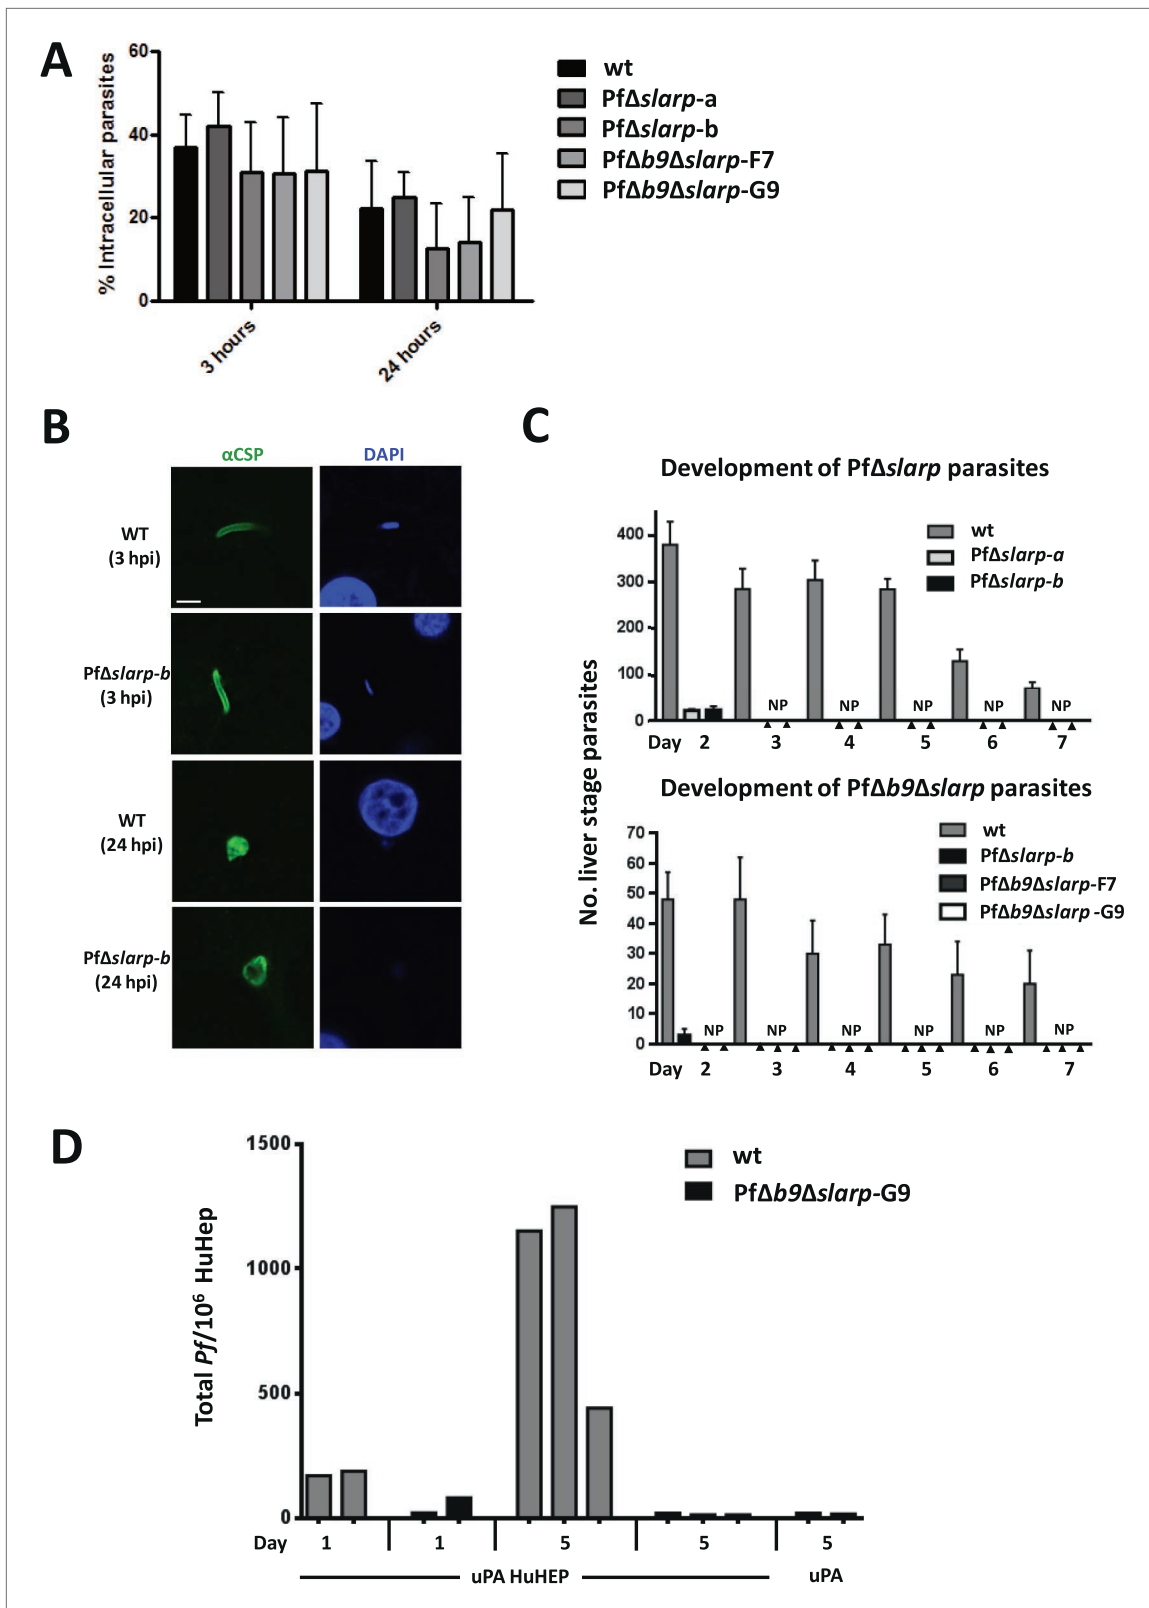 A
% Intracellular parasites
60
40
20
0
3 hours
24 hours
wt
PfΔslarp-a
PfΔslarp-b
PfΔb9Δslarp-F7
PfΔb9Δslarp-G9
B
αCSP
DAPI
WT
(3 hpi)
PfΔslarp-b
(3 hpi)
WT
(24 hpi)
PfΔslarp-b
(24 hpi)
C
No. liver stage parasites
Development of PfΔslarp parasites
400
300
200
100
0
wt
PfΔslarp-a
PfΔslarp-b
NP NP NP NP NP
Day 2 3 4 5 6 7
Development of PfΔb9Δslarp parasites
70
60
50
40
30
20
10
0
wt
PfΔslarp-b
PfΔb9Δslarp-F7
PfΔb9Δslarp -G9
NP NP NP NP NP NP
Day 2 3 4 5 6 7
D
Total Pf/10⁶ HuHep
1500
1000
500
0
wt
PfΔb9Δslarp-G9
Day 1 1 5 5 5
uPA HuHEP uPA